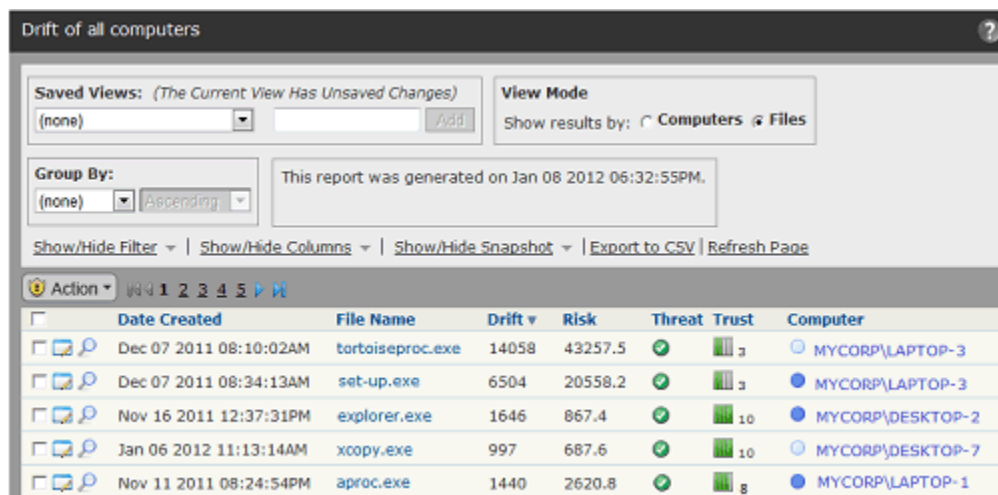 Drift of all computers
?
Saved Views: (The Current View Has Unsaved Changes)
(none) Add
View Mode
Show results by: Computers Files
Group By:
(none) Ascending
This report was generated on Jan 08 2012 06:32:55PM.
Show/Hide Filter | Show/Hide Columns | Show/Hide Snapshot | Export to CSV | Refresh Page
Action 1 2 3 4 5
Date Created File Name Drift Risk Threat Trust Computer
Dec 07 2011 08:10:02AM tortoiseproc.exe 14058 43257.5 3 MYCORP\LAPTOP-3
Dec 07 2011 08:34:13AM set-up.exe 6504 20558.2 3 MYCORP\LAPTOP-3
Nov 16 2011 12:37:31PM explorer.exe 1646 867.4 10 MYCORP\DESKTOP-2
Jan 06 2012 11:13:14AM xcopy.exe 997 687.6 10 MYCORP\DESKTOP-7
Nov 11 2011 08:24:54PM aproc.exe 1440 2620.8 8 MYCORP\LAPTOP-1